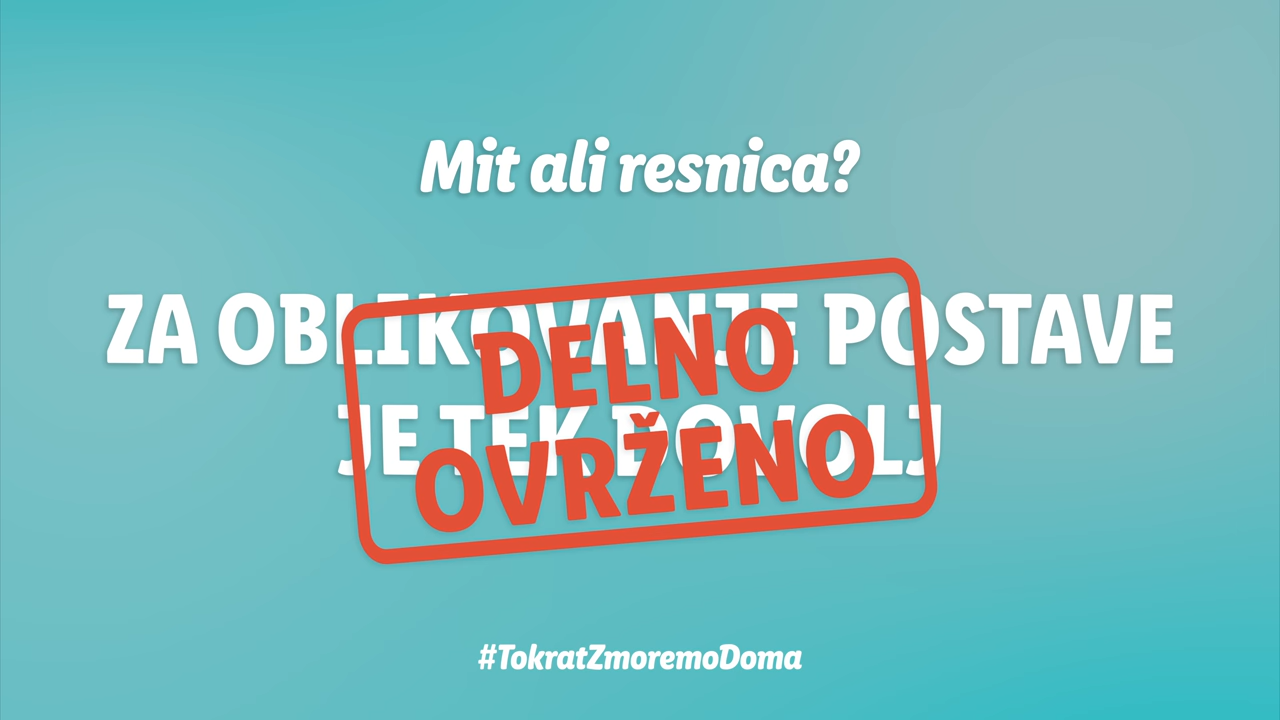 Mit ali resnica?
ZA OBLIKOVANJE POSTAVE
JE TEK DOVOLJ
DELNO
OVRŽENO
#TokratZmoremoDoma